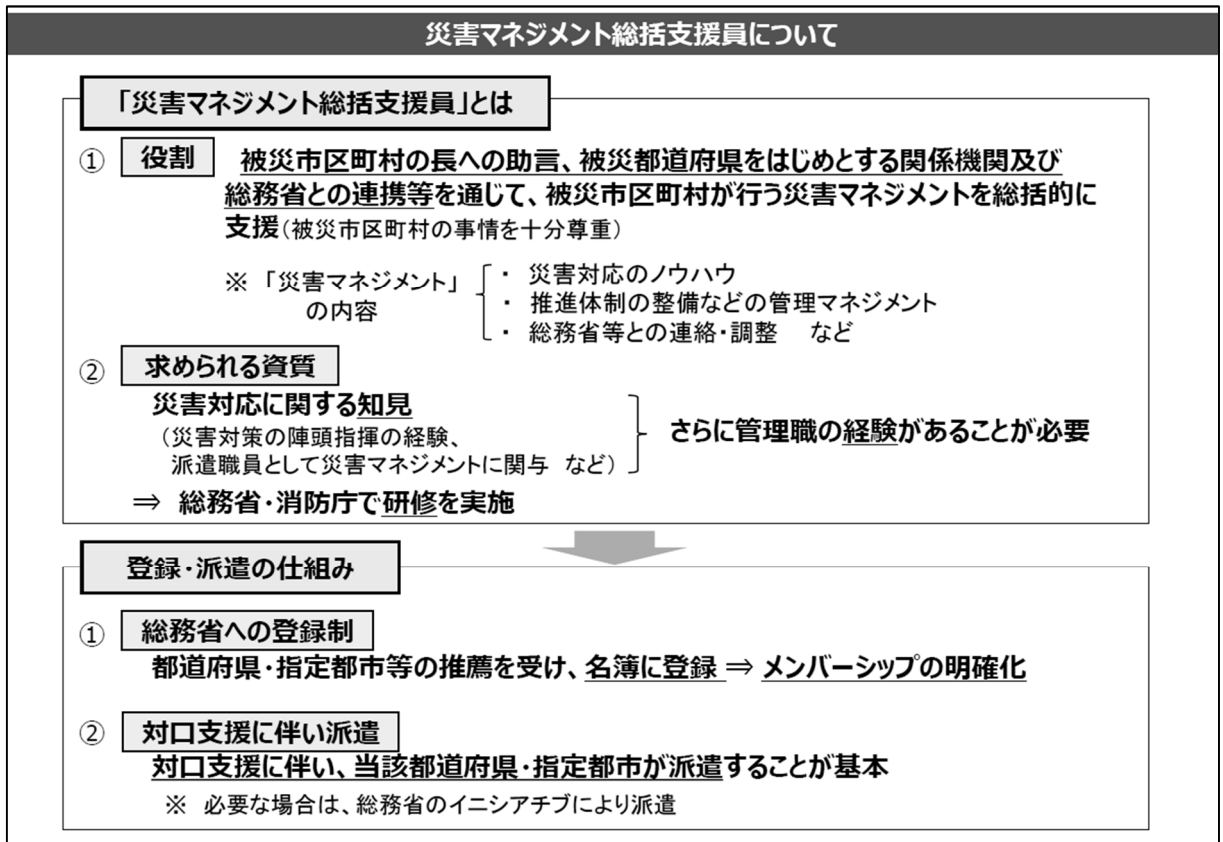 災害マネジメント総括支援員について
「災害マネジメント総括支援員」とは
① 役割 被災市区町村の長への助言、被災都道府県をはじめとする関係機関及び
総務省との連携等を通じて、被災市区町村が行う災害マネジメントを総括的に
支援（被災市区町村の事情を十分尊重）
※ 「災害マネジメント」
の内容
・ 災害対応のノウハウ
・ 推進体制の整備などの管理マネジメント
・ 総務省等との連絡・調整 など
② 求められる資質
災害対応に関する知見
（災害対策の陣頭指揮の経験、
派遣職員として災害マネジメントに関与 など）
さらに管理職の経験があることが必要
⇒ 総務省・消防庁で研修を実施
登録・派遣の仕組み
① 総務省への登録制
都道府県・指定都市等の推薦を受け、名簿に登録 ⇒ メンバーシップの明確化
② 対口支援に伴い派遣
対口支援に伴い、当該都道府県・指定都市が派遣することが基本
※ 必要な場合は、総務省のイニシアチブにより派遣